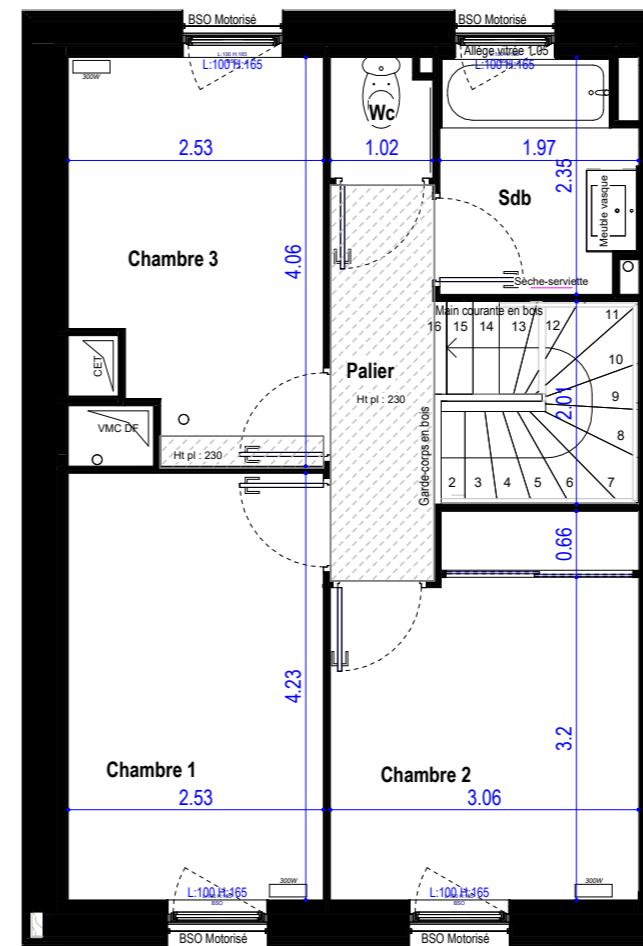 BSO Motorisé
BSO Motorisé
Allège vitrée 1.05
L:100 H:165
L:100 H:165
300W
Wc
2.53
1.02
1.97
2.35
Sdb
Meuble vasque
Chambre 3
4.06
Sèche-serviette
Main courante en bois
16 15 14 13 12 11
10
9
8
7
2 3 4 5 6
2.01
CET
Palier
Ht pl : 230
Garde-corps en bois
VMC DF
Ht pl : 230
0.66
4.23
3.2
Chambre 1
Chambre 2
2.53
3.06
300W
300W
L:100 H:165
BSO
L:100 H:165
BSO
BSO Motorisé
BSO Motorisé